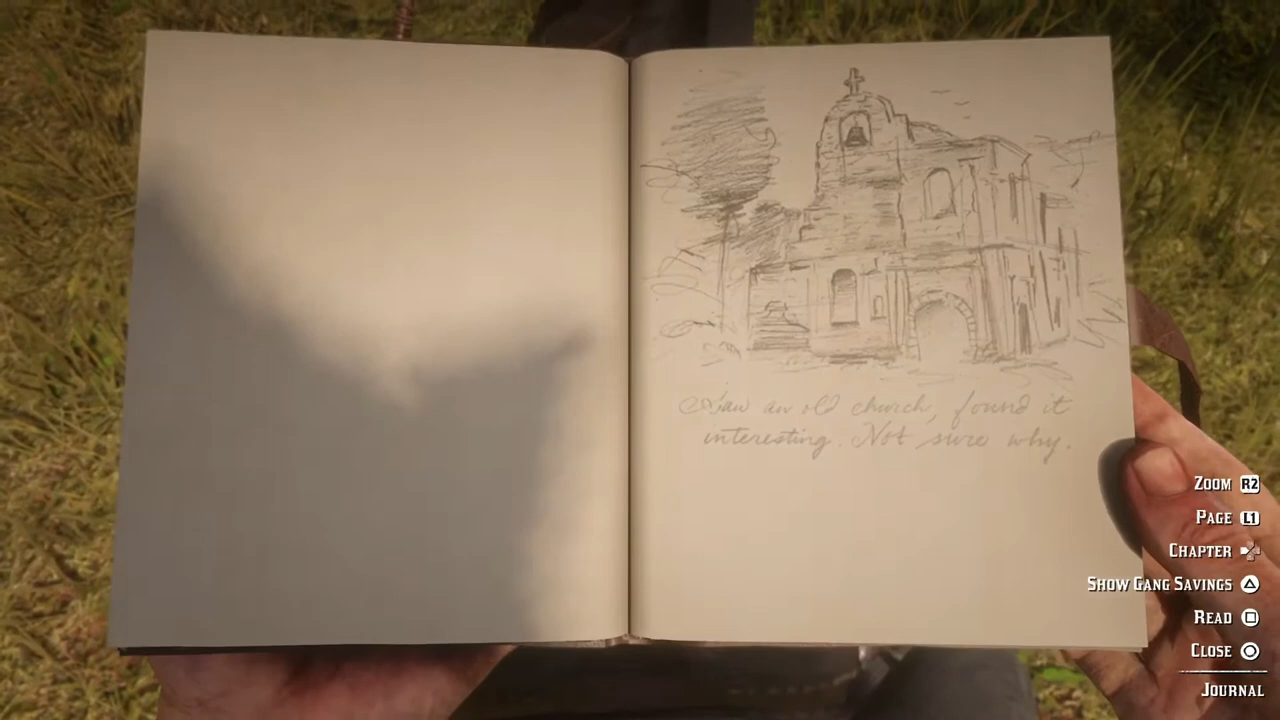 Saw an old church, found it
interesting. Not sure why.
ZOOM R2
PAGE L1
CHAPTER
SHOW GANG SAVINGS
READ
CLOSE
JOURNAL